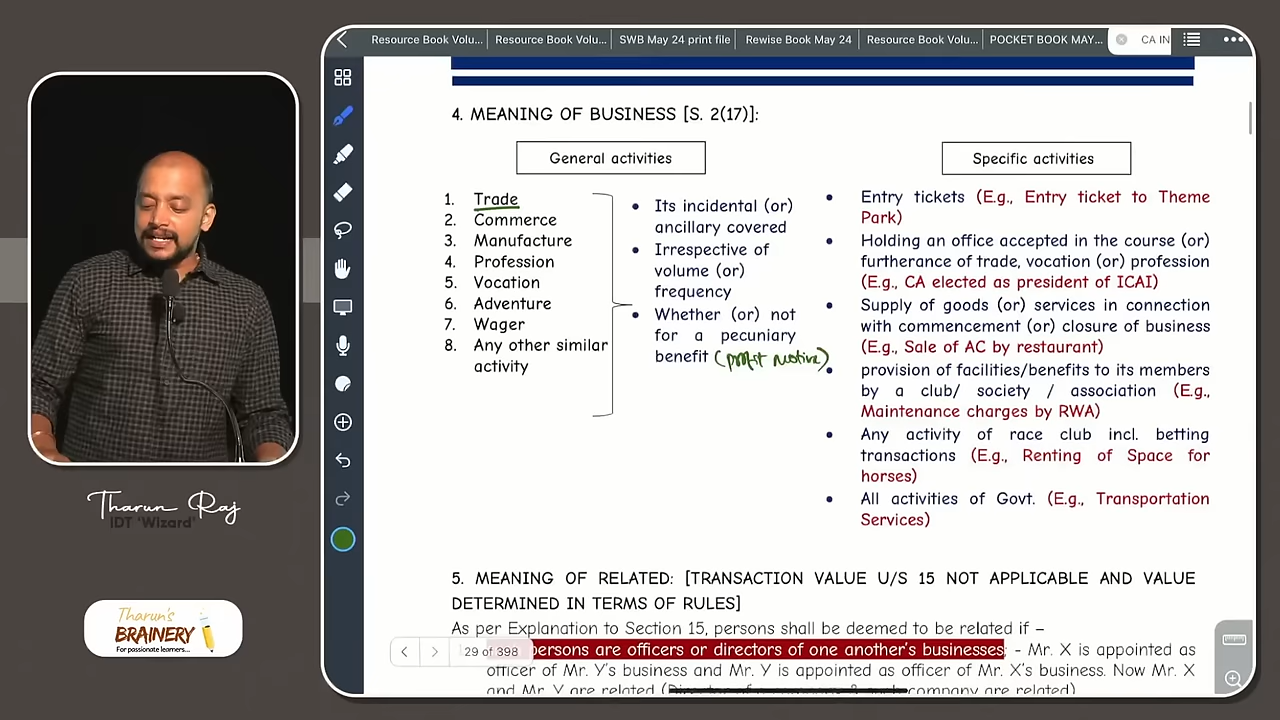 Resource Book Volu...
Resource Book Volu...
SWB May 24 print file
Rewise Book May 24
Resource Book Volu...
POCKET BOOK MAY...
CA IN
4. MEANING OF BUSINESS [S. 2(17)]:
General activities
1. Trade
2. Commerce
3. Manufacture
4. Profession
5. Vocation
6. Adventure
7. Wager
8. Any other similar
activity
• Its incidental (or)
ancillary covered
• Irrespective of
volume (or)
frequency
• Whether (or) not
for a pecuniary
benefit (profit motive)
Specific activities
• Entry tickets (E.g., Entry ticket to Theme
Park)
• Holding an office accepted in the course (or)
furtherance of trade, vocation (or) profession
(E.g., CA elected as president of ICAI)
• Supply of goods (or) services in connection
with commencement (or) closure of business
(E.g., Sale of AC by restaurant)
• provision of facilities/benefits to its members
by a club/ society / association (E.g.,
Maintenance charges by RWA)
• Any activity of race club incl. betting
transactions (E.g., Renting of Space for
horses)
• All activities of Govt. (E.g., Transportation
Services)
5. MEANING OF RELATED: [TRANSACTION VALUE U/S 15 NOT APPLICABLE AND VALUE
DETERMINED IN TERMS OF RULES]
As per Explanation to Section 15, persons shall be deemed to be related if –
persons are officers or directors of one another's businesses: - Mr. X is appointed as
officer of Mr. Y's business and Mr. Y is appointed as officer of Mr. X's business. Now Mr. X
and Mr. Y are related (Director of a company & such company are related)
29 of 398
Tharun Raj
IDT 'Wizard'
Tharun's
BRAINERY
For passionate learners...